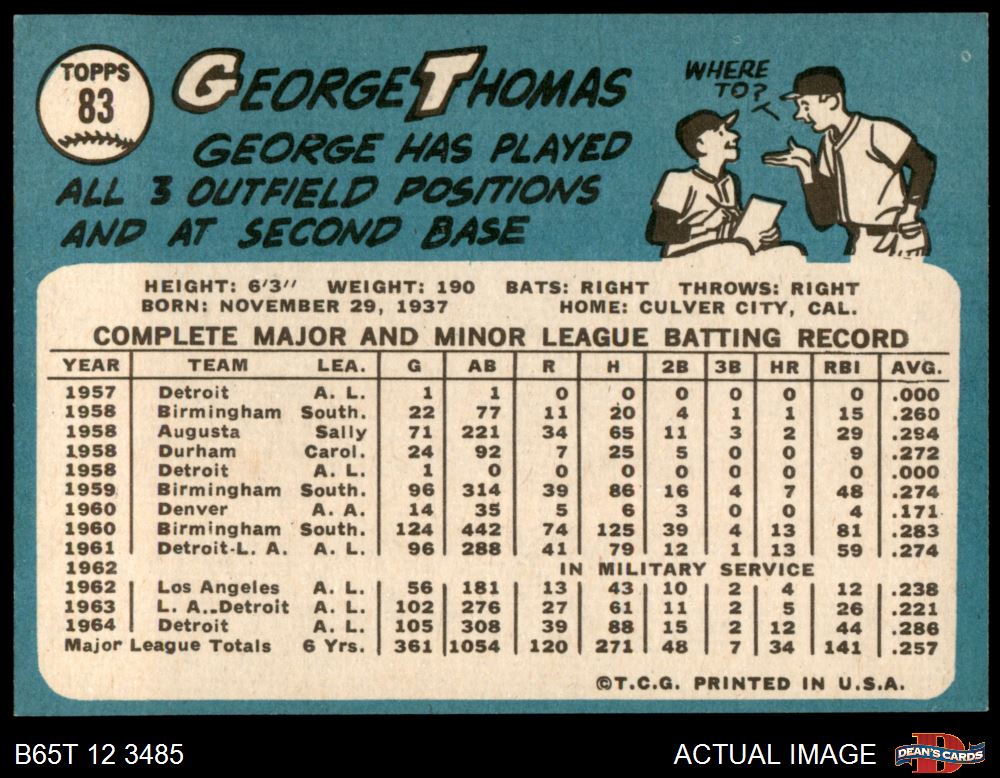 TOPPS
83
GEORGE THOMAS
WHERE
TO?
GEORGE HAS PLAYED
ALL 3 OUTFIELD POSITIONS
AND AT SECOND BASE
HEIGHT: 6'3" WEIGHT: 190 BATS: RIGHT THROWS: RIGHT
BORN: NOVEMBER 29, 1937 HOME: CULVER CITY, CAL.
COMPLETE MAJOR AND MINOR LEAGUE BATTING RECORD
YEAR TEAM LEA. G AB R H 2B 3B HR RBI AVG.
1957 Detroit A. L. 1 1 0 0 0 0 0 0 .000
1958 Birmingham South. 22 77 11 20 4 1 1 15 .260
1958 Augusta Sally 71 221 34 65 11 3 2 29 .294
1958 Durham Carol. 24 92 7 25 5 0 0 9 .272
1958 Detroit A. L. 1 0 0 0 0 0 0 0 .000
1959 Birmingham South. 96 314 39 86 16 4 7 48 .274
1960 Denver A. A. 14 35 5 6 3 0 0 4 .171
1960 Birmingham South. 124 442 74 125 39 4 13 81 .283
1961 Detroit-L. A. A. L. 96 288 41 79 12 1 13 59 .274
1962 IN MILITARY SERVICE
1962 Los Angeles A. L. 56 181 13 43 10 2 4 12 .238
1963 L. A.-Detroit A. L. 102 276 27 61 11 2 5 26 .221
1964 Detroit A. L. 105 308 39 88 15 2 12 44 .286
Major League Totals 6 Yrs. 361 1054 120 271 48 7 34 141 .257
©T.C.G. PRINTED IN U.S.A.
B65T 12 3485 ACTUAL IMAGE
DEAN'S CARDS